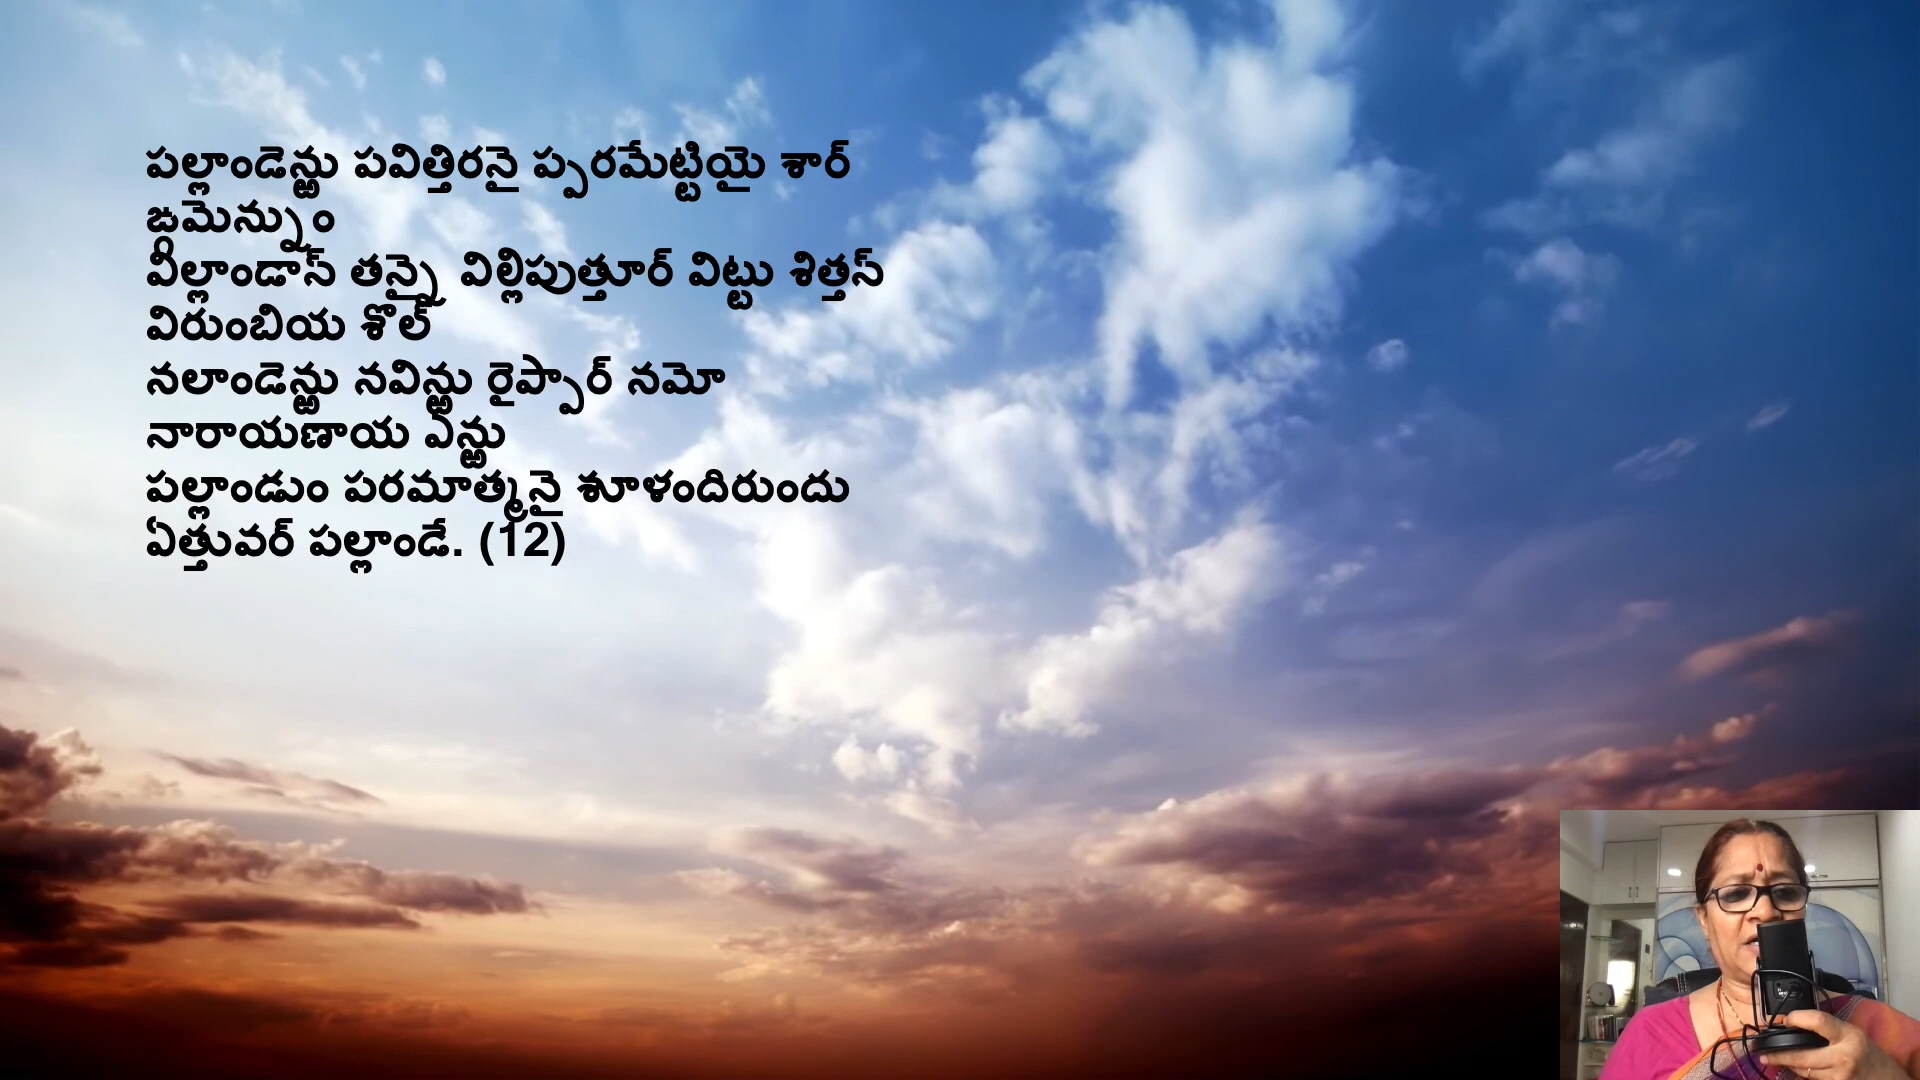 పల్లాండెన్ఱు పవిత్తిరనై ప్పరమేట్టియై శార్
ఙ్గమెన్నుం
విల్లాండాన్ తన్నై విల్లిపుత్తూర్ విట్టు శిత్తన్
విరుంబియ శొల్
నలాండెన్ఱు నవిన్ఱు రైప్పార్ నమో
నారాయణాయ ఎన్ఱు
పల్లాండుం పరమాత్మనై శూళందిరుందు
ఏత్తువర్ పల్లాండే. (12)